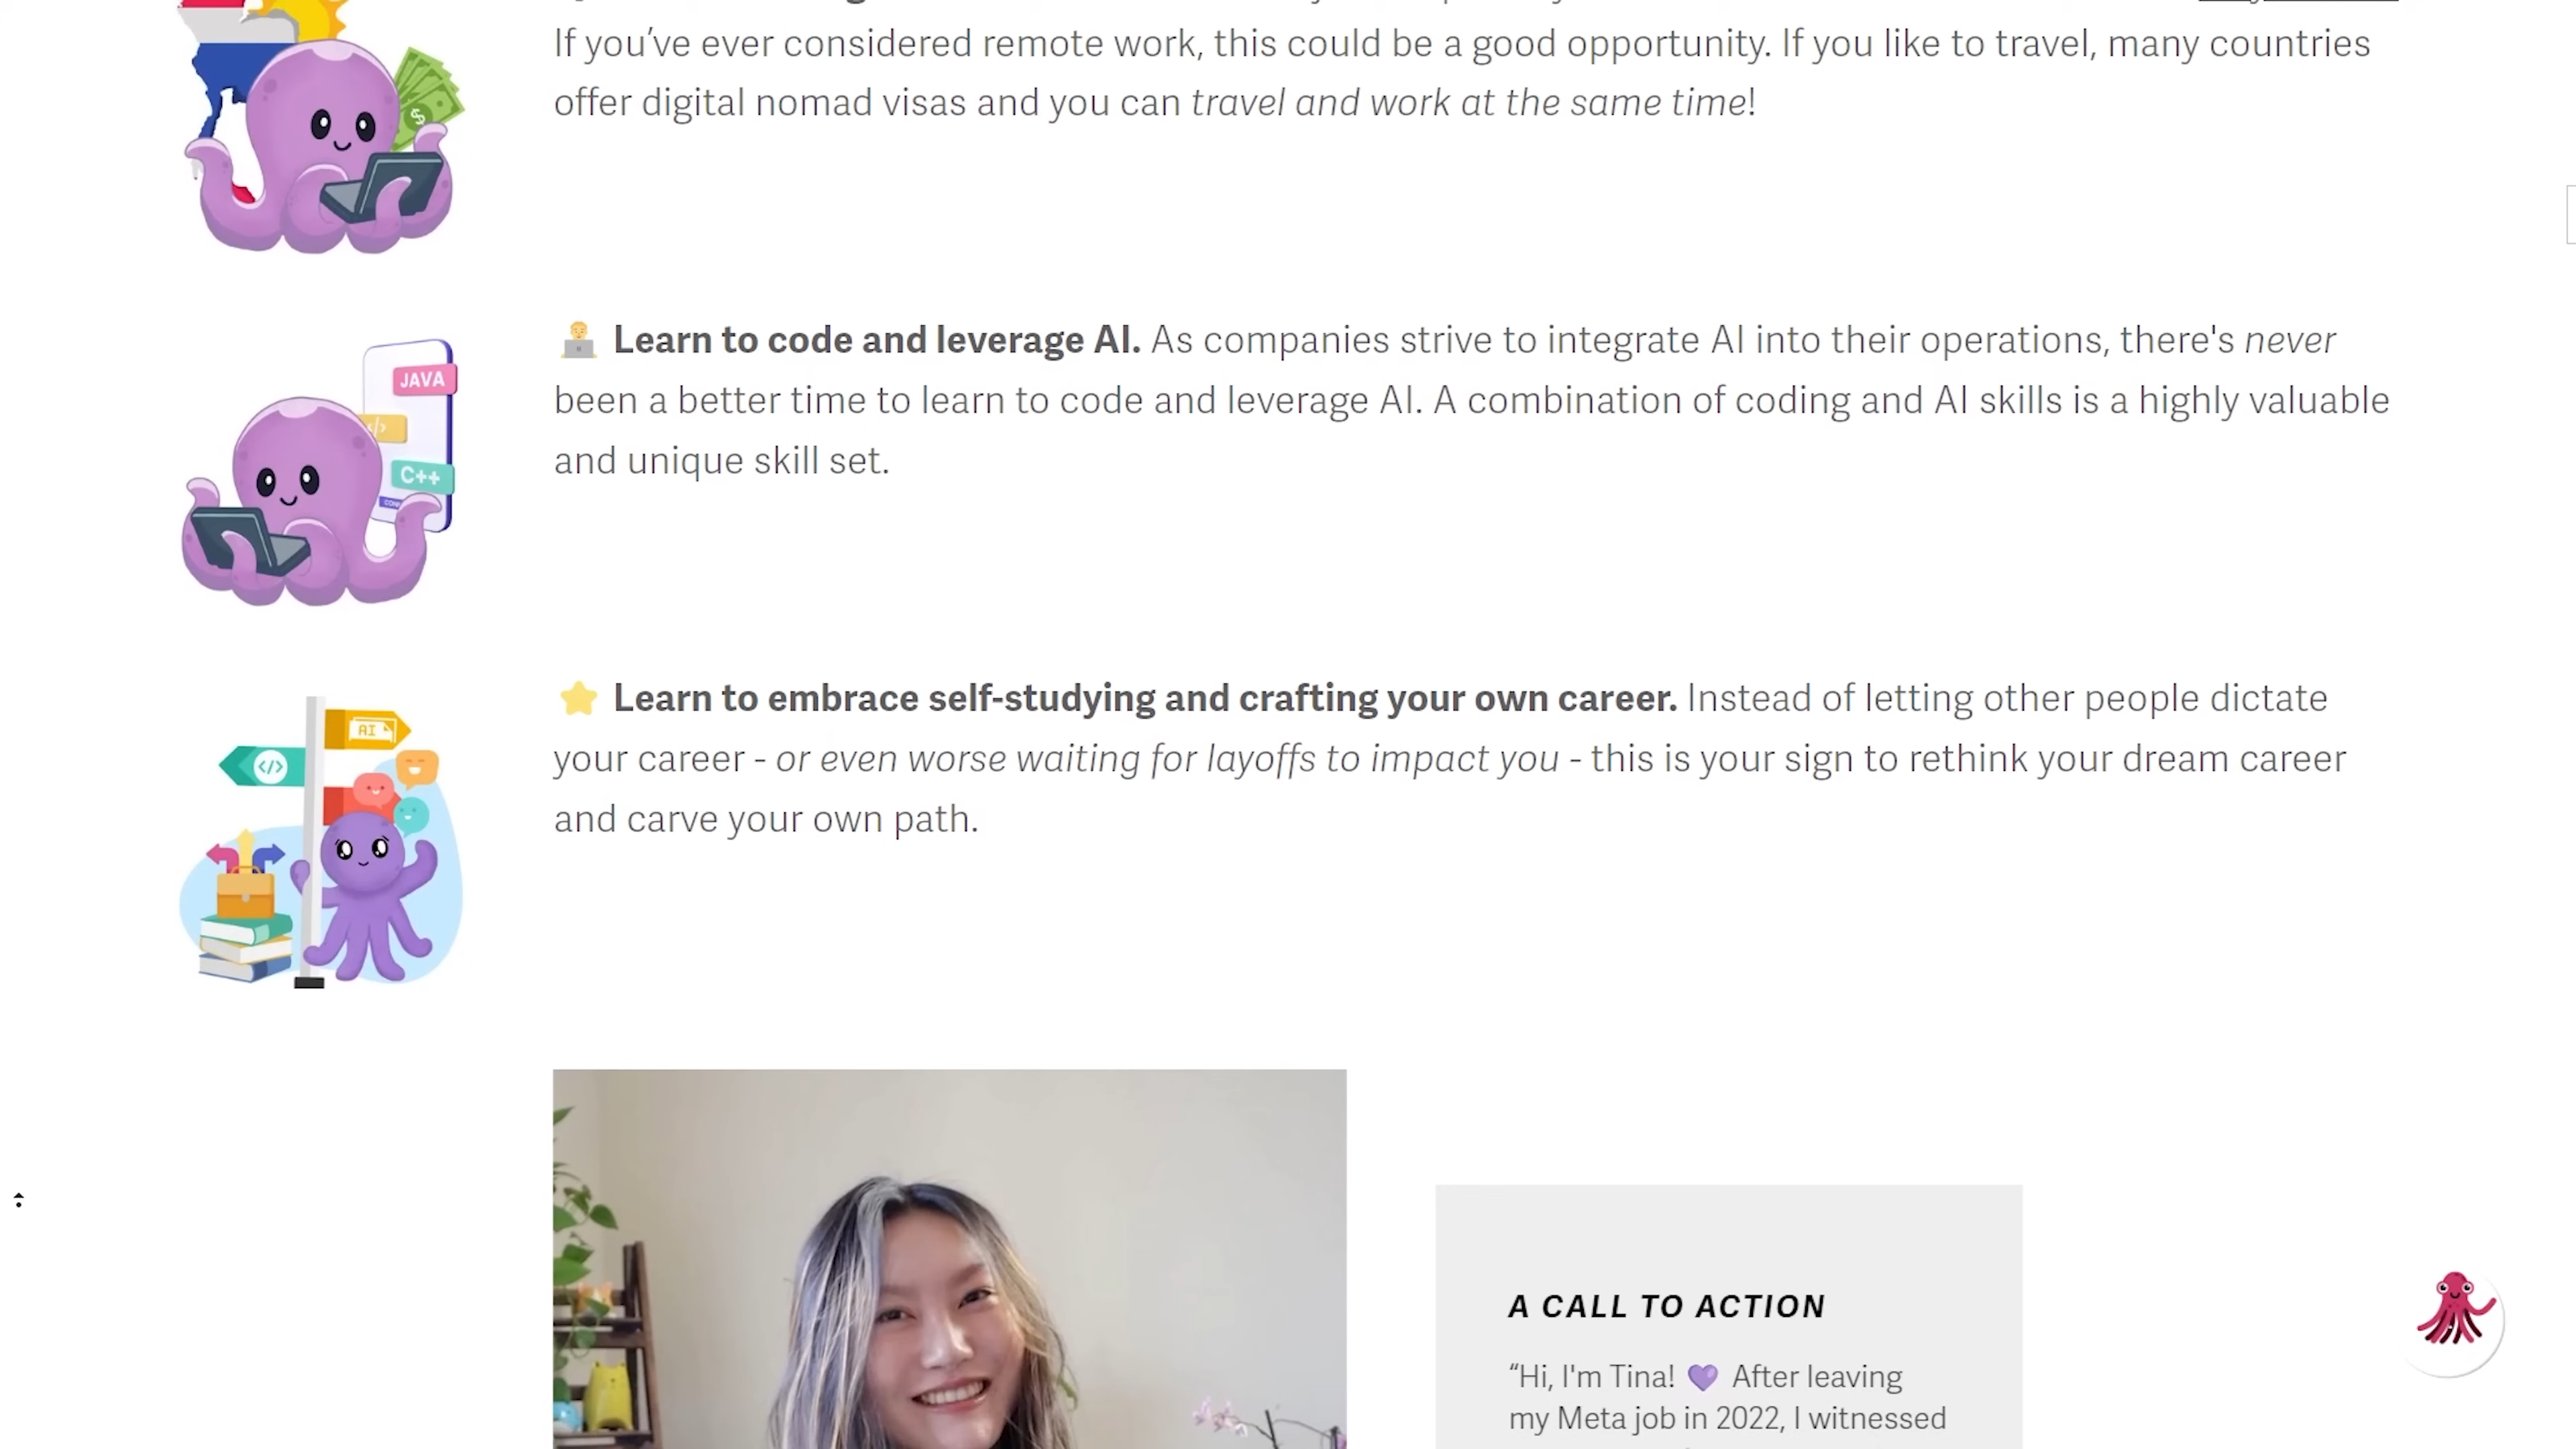 If you’ve ever considered remote work, this could be a good opportunity. If you like to travel, many countries
offer digital nomad visas and you can travel and work at the same time!
JAVA
</>
C++
Learn to code and leverage AI. As companies strive to integrate AI into their operations, there's never
been a better time to learn to code and leverage AI. A combination of coding and AI skills is a highly valuable
and unique skill set.
AI
</>
Learn to embrace self-studying and crafting your own career. Instead of letting other people dictate
your career - or even worse waiting for layoffs to impact you - this is your sign to rethink your dream career
and carve your own path.
A CALL TO ACTION
“Hi, I'm Tina! 💜 After leaving
my Meta job in 2022, I witnessed